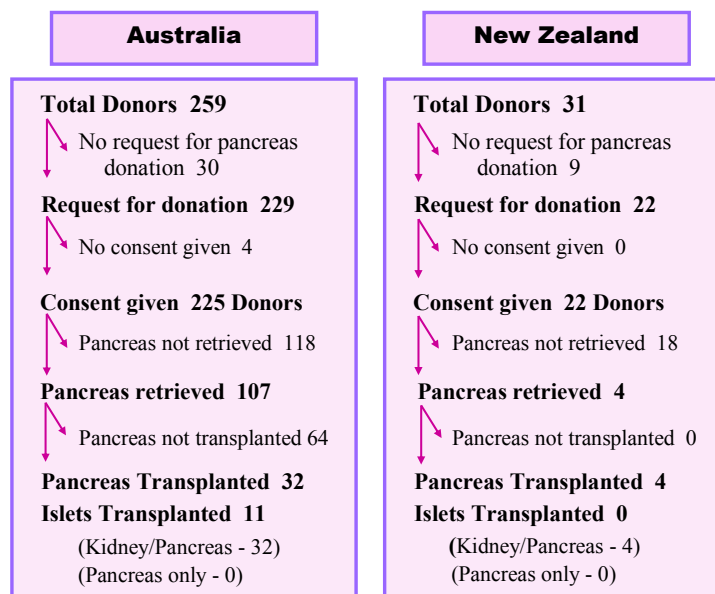 Australia
Total Donors 259
No request for pancreas
donation 30
Request for donation 229
No consent given 4
Consent given 225 Donors
Pancreas not retrieved 118
Pancreas retrieved 107
Pancreas not transplanted 64
Pancreas Transplanted 32
Islets Transplanted 11
(Kidney/Pancreas - 32)
(Pancreas only - 0)
New Zealand
Total Donors 31
No request for pancreas
donation 9
Request for donation 22
No consent given 0
Consent given 22 Donors
Pancreas not retrieved 18
Pancreas retrieved 4
Pancreas not transplanted 0
Pancreas Transplanted 4
Islets Transplanted 0
(Kidney/Pancreas - 4)
(Pancreas only - 0)